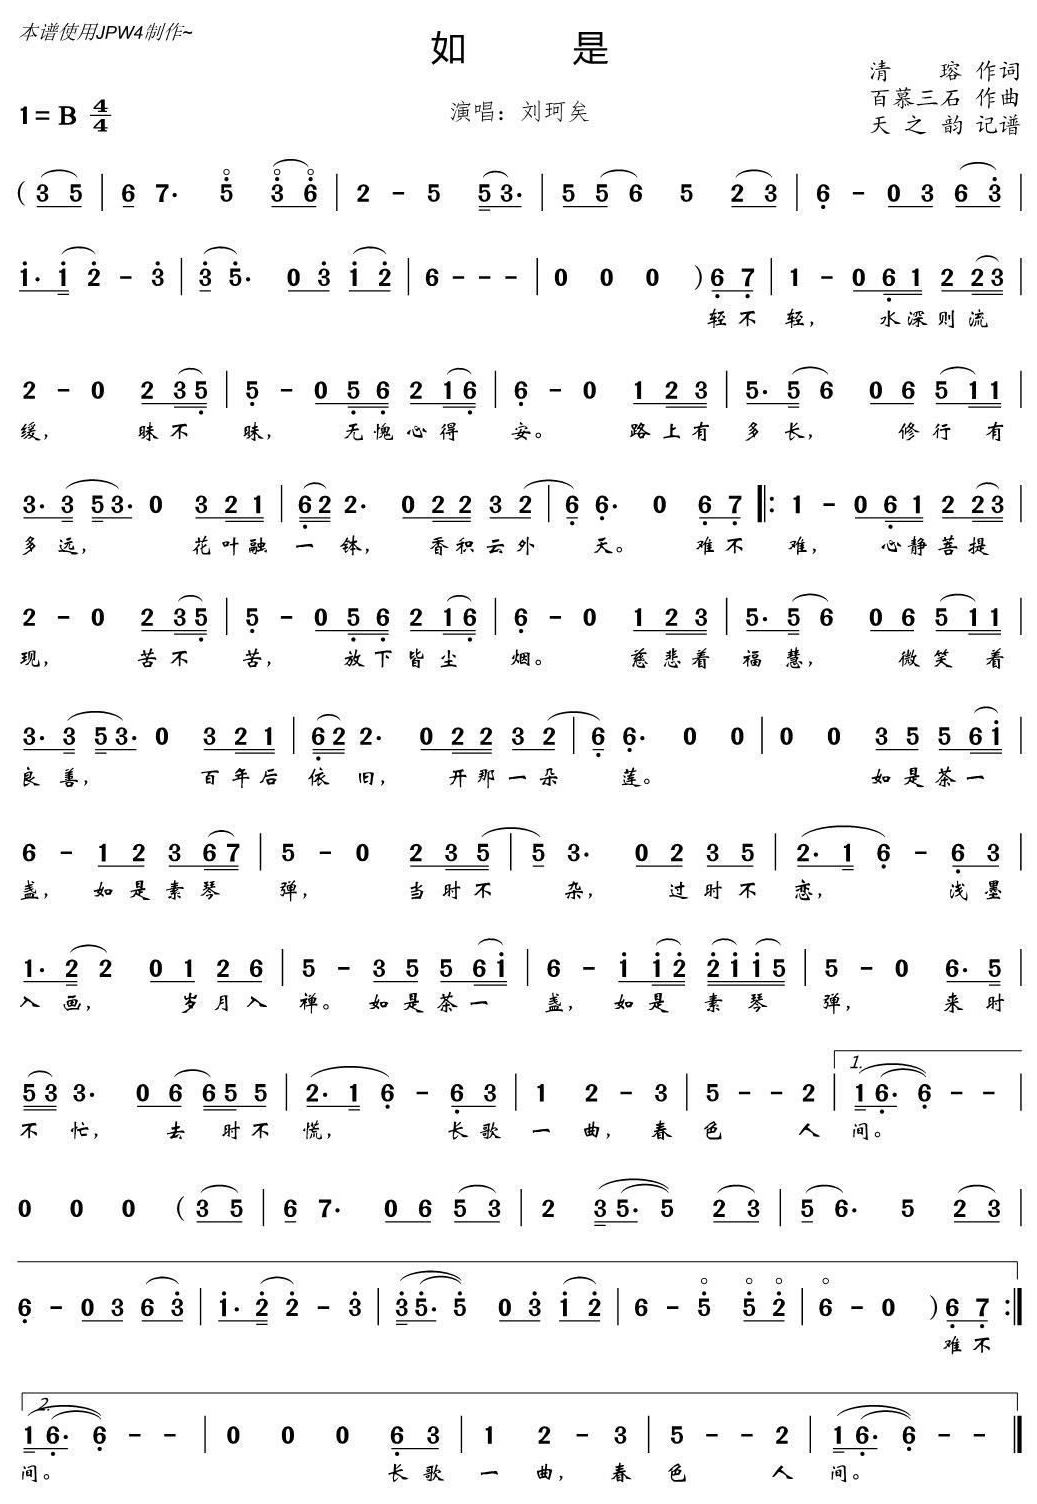 本谱使用JPW4制作~
如 是
清 瑢 作词
百慕三石 作曲
天之韵 记谱
1=B 4/4
演唱：刘珂矣
( 3 5 | 6 7· 5 3 6 | 2 - 5 5 3· | 5 5 6 5 2 3 | 6 - 0 3 6 3 |
1· 1 2 - 3 | 3 5· 0 3 1 2 | 6 - - - | 0 0 0 ) 6 7 | 1 - 0 6 1 2 2 3 |
轻不 轻， 水深则流
2 - 0 2 3 5 | 5 - 0 5 6 2 1 6 | 6 - 0 1 2 3 | 5· 5 6 0 6 5 1 1 |
缓， 昧不 昧， 无愧心得 安。 路上有 多长， 修行 有
3· 3 5 3· 0 3 2 1 | 6 2 2· 0 2 2 3 2 | 6 6· 0 6 7 |: 1 - 0 6 1 2 2 3 |
多远， 花叶融 一 钵， 香积云外 天。 难不 难， 心静菩提
2 - 0 2 3 5 | 5 - 0 5 6 2 1 6 | 6 - 0 1 2 3 | 5· 5 6 0 6 5 1 1 |
现， 苦不 苦， 放下皆尘 烟。 慈悲着 福慧， 微笑 着
3· 3 5 3· 0 3 2 1 | 6 2 2· 0 2 2 3 2 | 6 6· 0 0 | 0 0 3 5 5 6 1 |
良善， 百年后 依旧， 开那一朵 莲。 如是茶一
6 - 1 2 3 6 7 | 5 - 0 2 3 5 | 5 3· 0 2 3 5 | 2· 1 6 - 6 3 |
盏， 如是素琴 弹， 当时不 杂， 过时不 恋， 浅墨
1· 2 2 0 1 2 6 | 5 - 3 5 5 6 1 | 6 - 1 1 2 2 1 1 5 | 5 - 0 6· 5 |
入画， 岁月入 禅。 如是茶一 盏， 如是 素琴 弹， 来时
5 3 3· 0 6 6 5 5 | 2· 1 6 - 6 3 | 1 2 - 3 | 5 - - 2 | 1. 1 6· 6 - - |
不忙， 去 时不 慌， 长歌 一 曲， 春 色 人 间。
0 0 0 ( 3 5 | 6 7· 0 6 5 3 | 2 3 5· 5 2 3 | 5 6· 5 2 3 |
6 - 0 3 6 3 | 1· 2 2 - 3 | 3 5· 5 0 3 1 2 | 6 - 5 5 2 | 6 - 0 ) 6 7 :|
难不
2. 1 6· 6 - - | 0 0 0 6 3 | 1 2 - 3 | 5 - - 2 | 1 6· 6 - - |
间。 长歌 一 曲， 春 色 人 间。